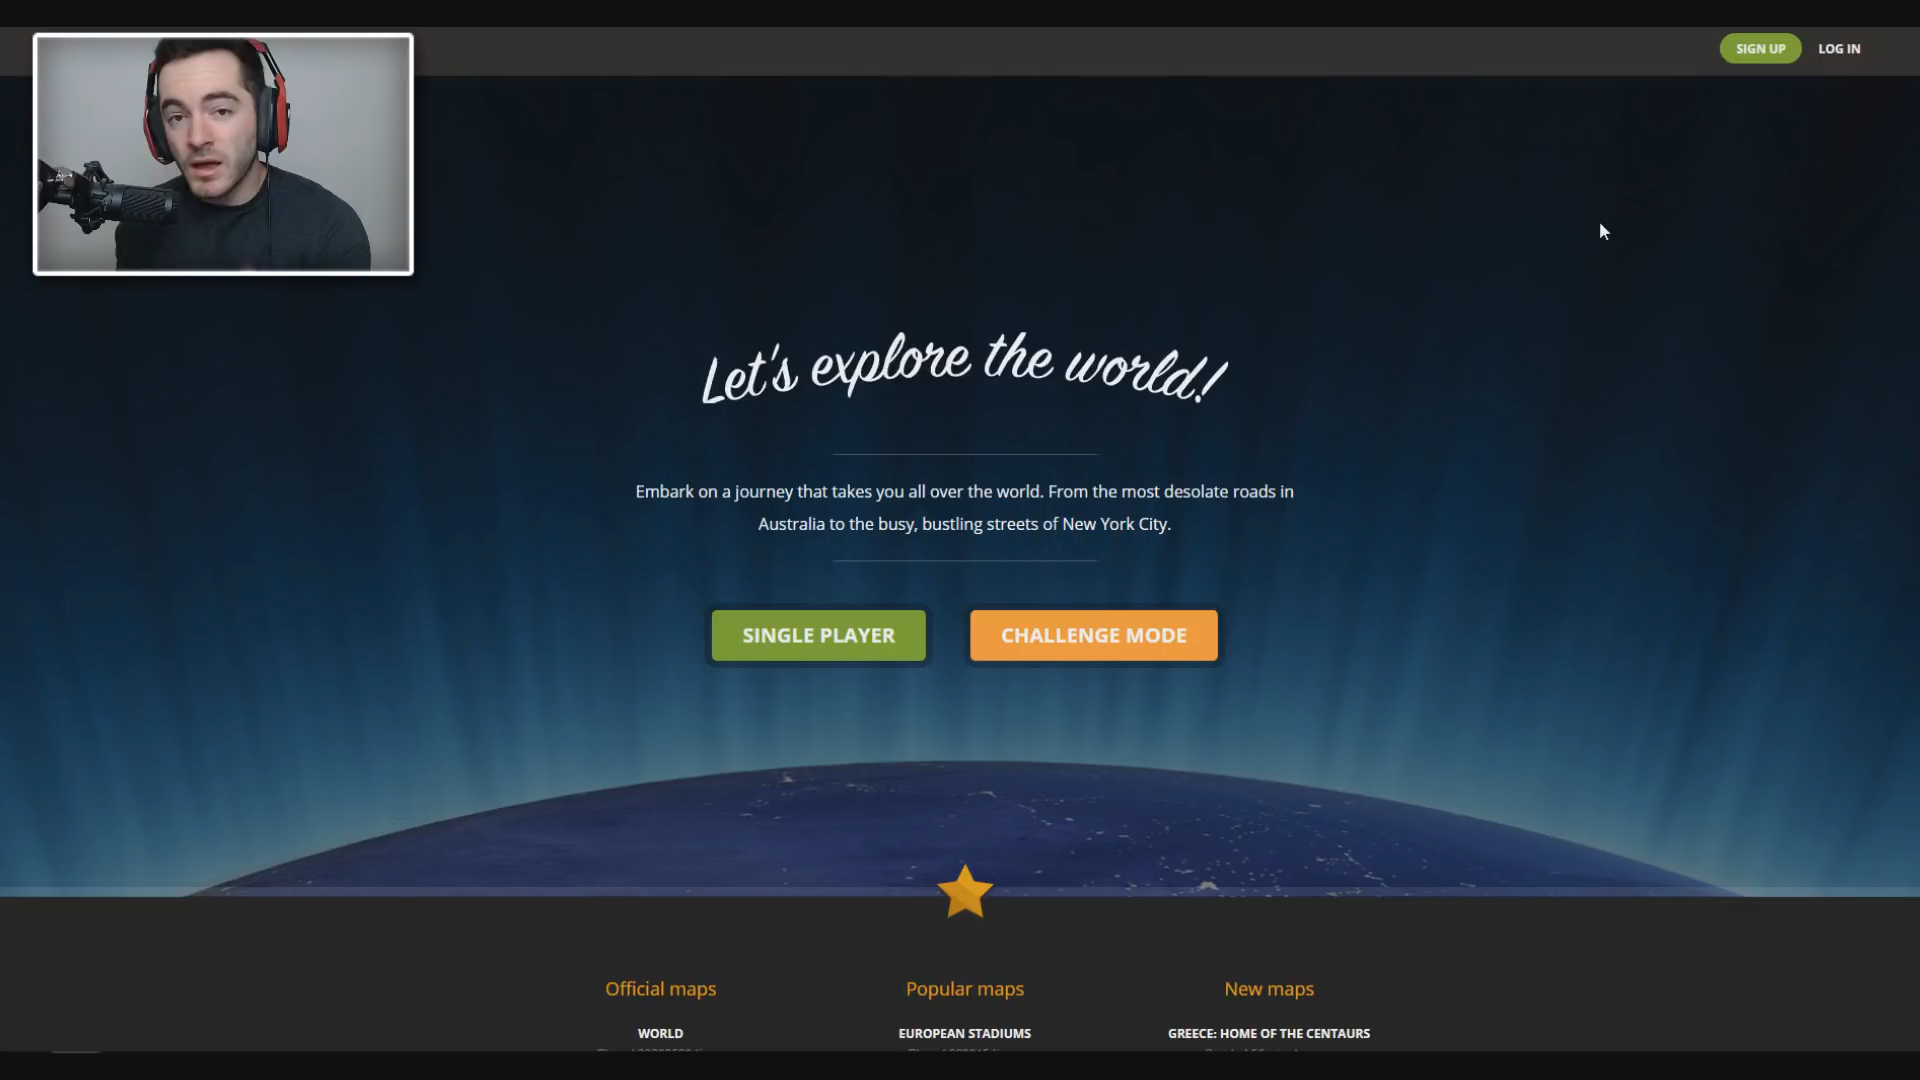 SIGN UP
LOG IN
Let's explore the world!
Embark on a journey that takes you all over the world. From the most desolate roads in
Australia to the busy, bustling streets of New York City.
SINGLE PLAYER
CHALLENGE MODE
Official maps
Popular maps
New maps
WORLD
EUROPEAN STADIUMS
GREECE: HOME OF THE CENTAURS